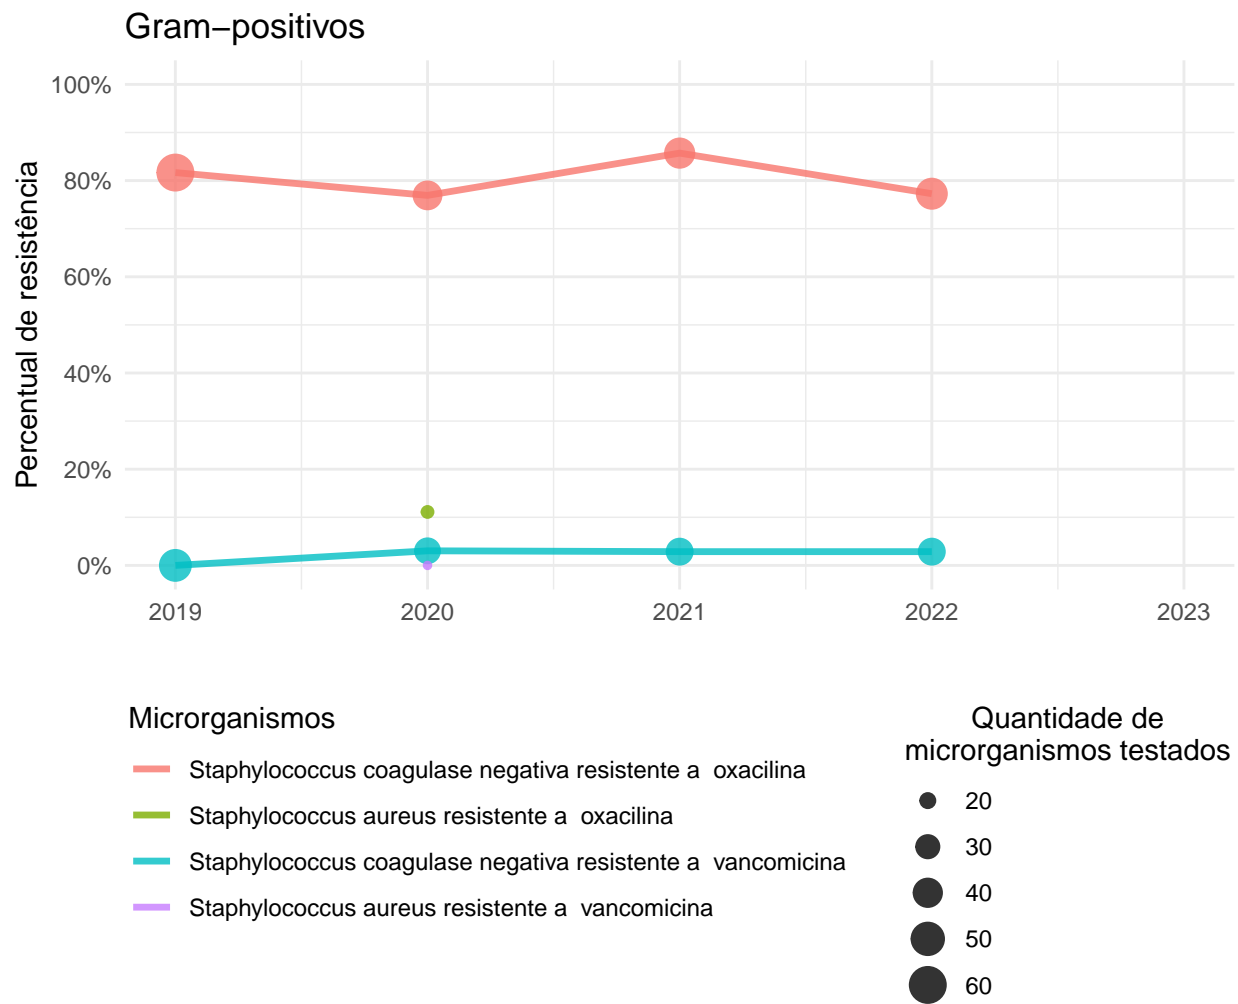 Gram−positivos
Percentual de resistência
100%
80%
60%
40%
20%
0%
2019
2020
2021
2022
2023
Microrganismos
Staphylococcus coagulase negativa resistente a  oxacilina
Staphylococcus aureus resistente a  oxacilina
Staphylococcus coagulase negativa resistente a  vancomicina
Staphylococcus aureus resistente a  vancomicina
Quantidade de
microrganismos testados
20
30
40
50
60